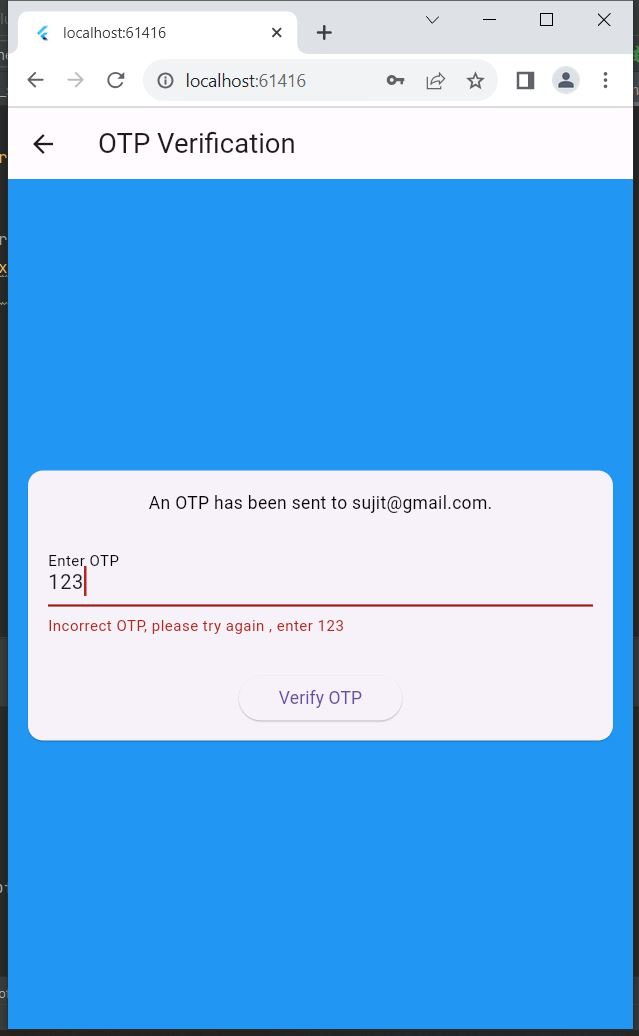 localhost:61416
localhost:61416
OTP Verification
An OTP has been sent to sujit@gmail.com.
Enter OTP
123
Incorrect OTP, please try again , enter 123
Verify OTP